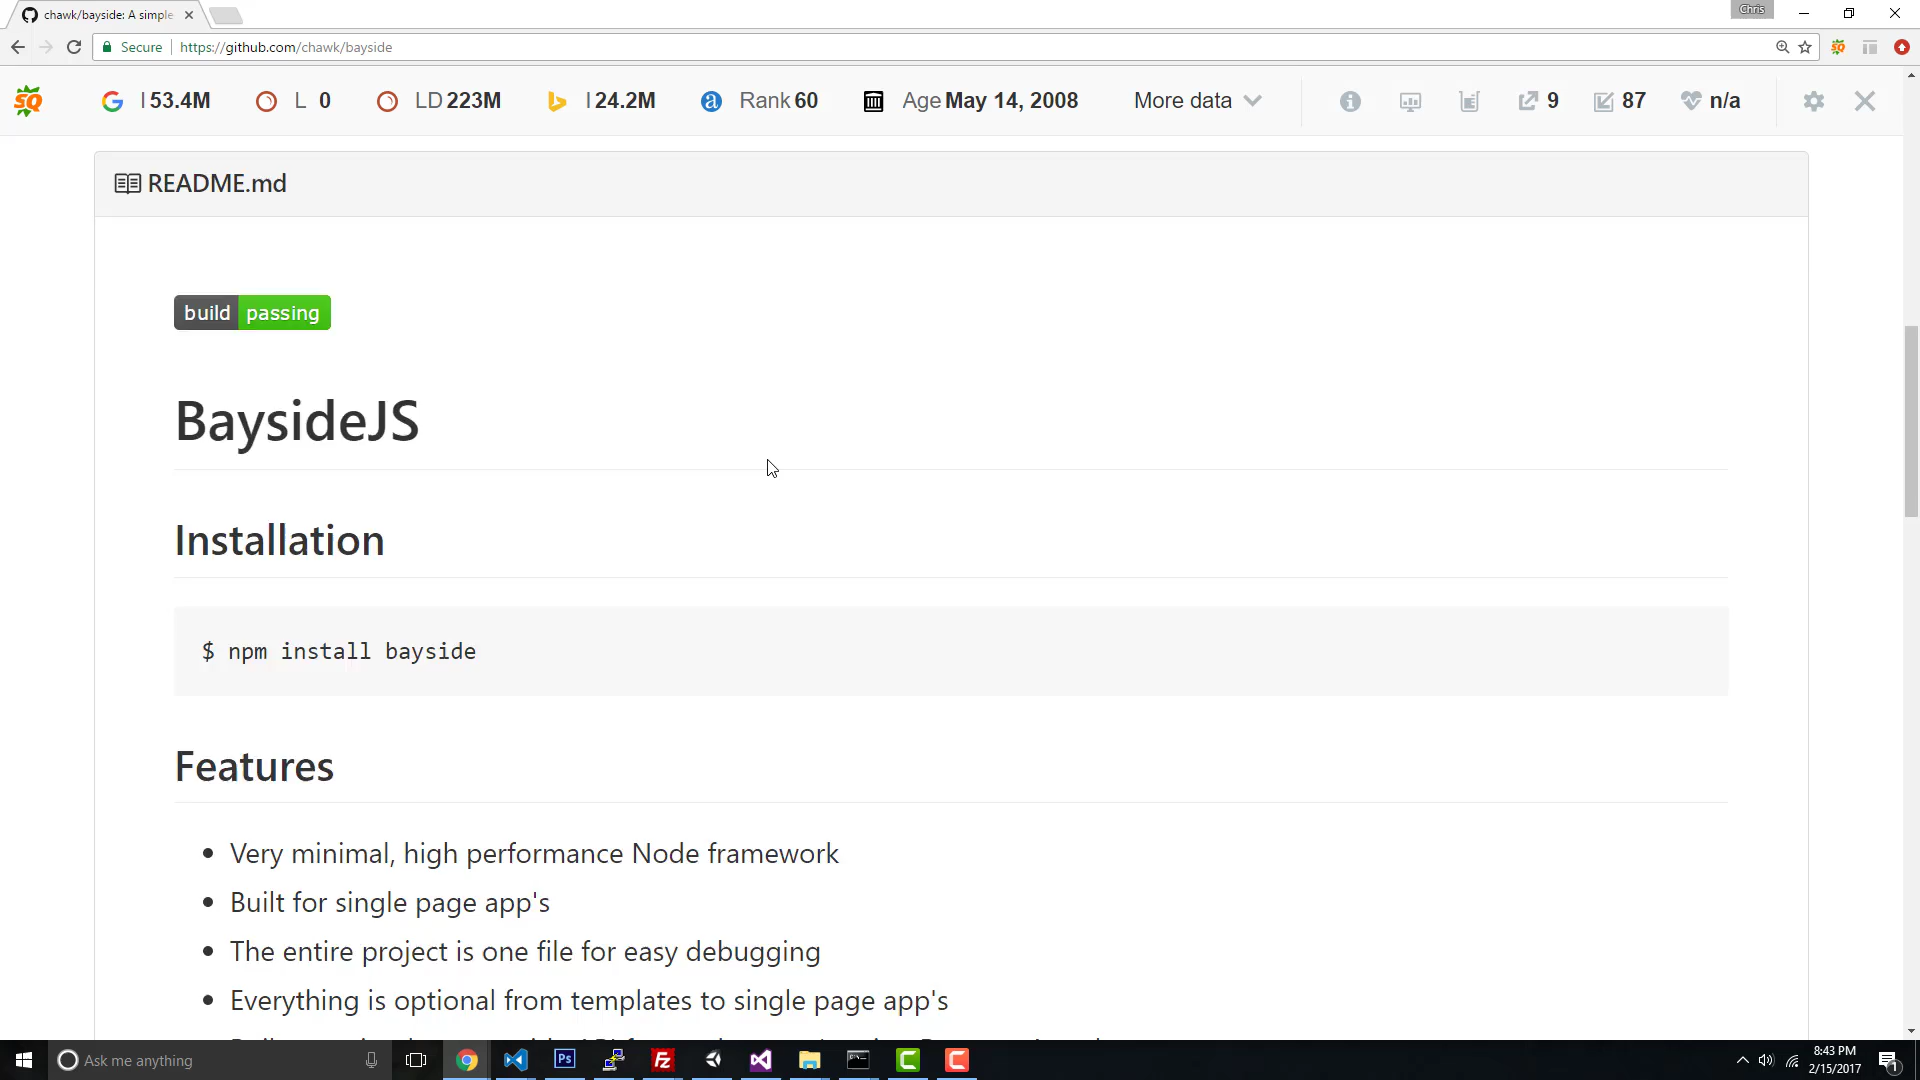 chawk/bayside: A simple
Chris
Secure
https://github.com/chawk/bayside
SQ
I 53.4M
L 0
LD 223M
I 24.2M
Rank 60
Age May 14, 2008
More data
9
87
n/a
README.md
build passing
BaysideJS
Installation
$ npm install bayside
Features
Very minimal, high performance Node framework
Built for single page app's
The entire project is one file for easy debugging
Everything is optional from templates to single page app's
Ask me anything
8:43 PM
2/15/2017
1